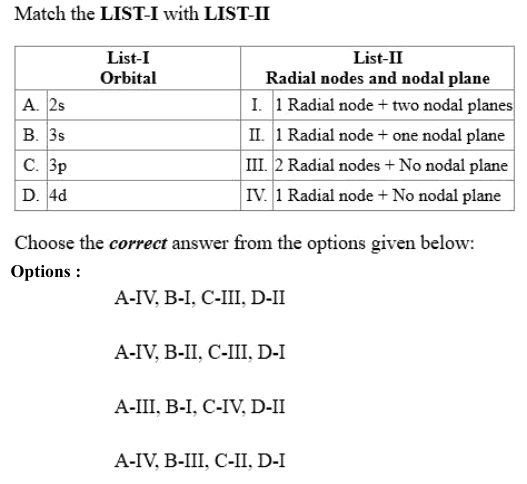 Match the LIST-I with LIST-II
List-I
Orbital
List-II
Radial nodes and nodal plane
A. 2s I. 1 Radial node + two nodal planes
B. 3s II. 1 Radial node + one nodal plane
C. 3p III. 2 Radial nodes + No nodal plane
D. 4d IV. 1 Radial node + No nodal plane
Choose the correct answer from the options given below:
Options :
A-IV, B-I, C-III, D-II
A-IV, B-II, C-III, D-I
A-III, B-I, C-IV, D-II
A-IV, B-III, C-II, D-I